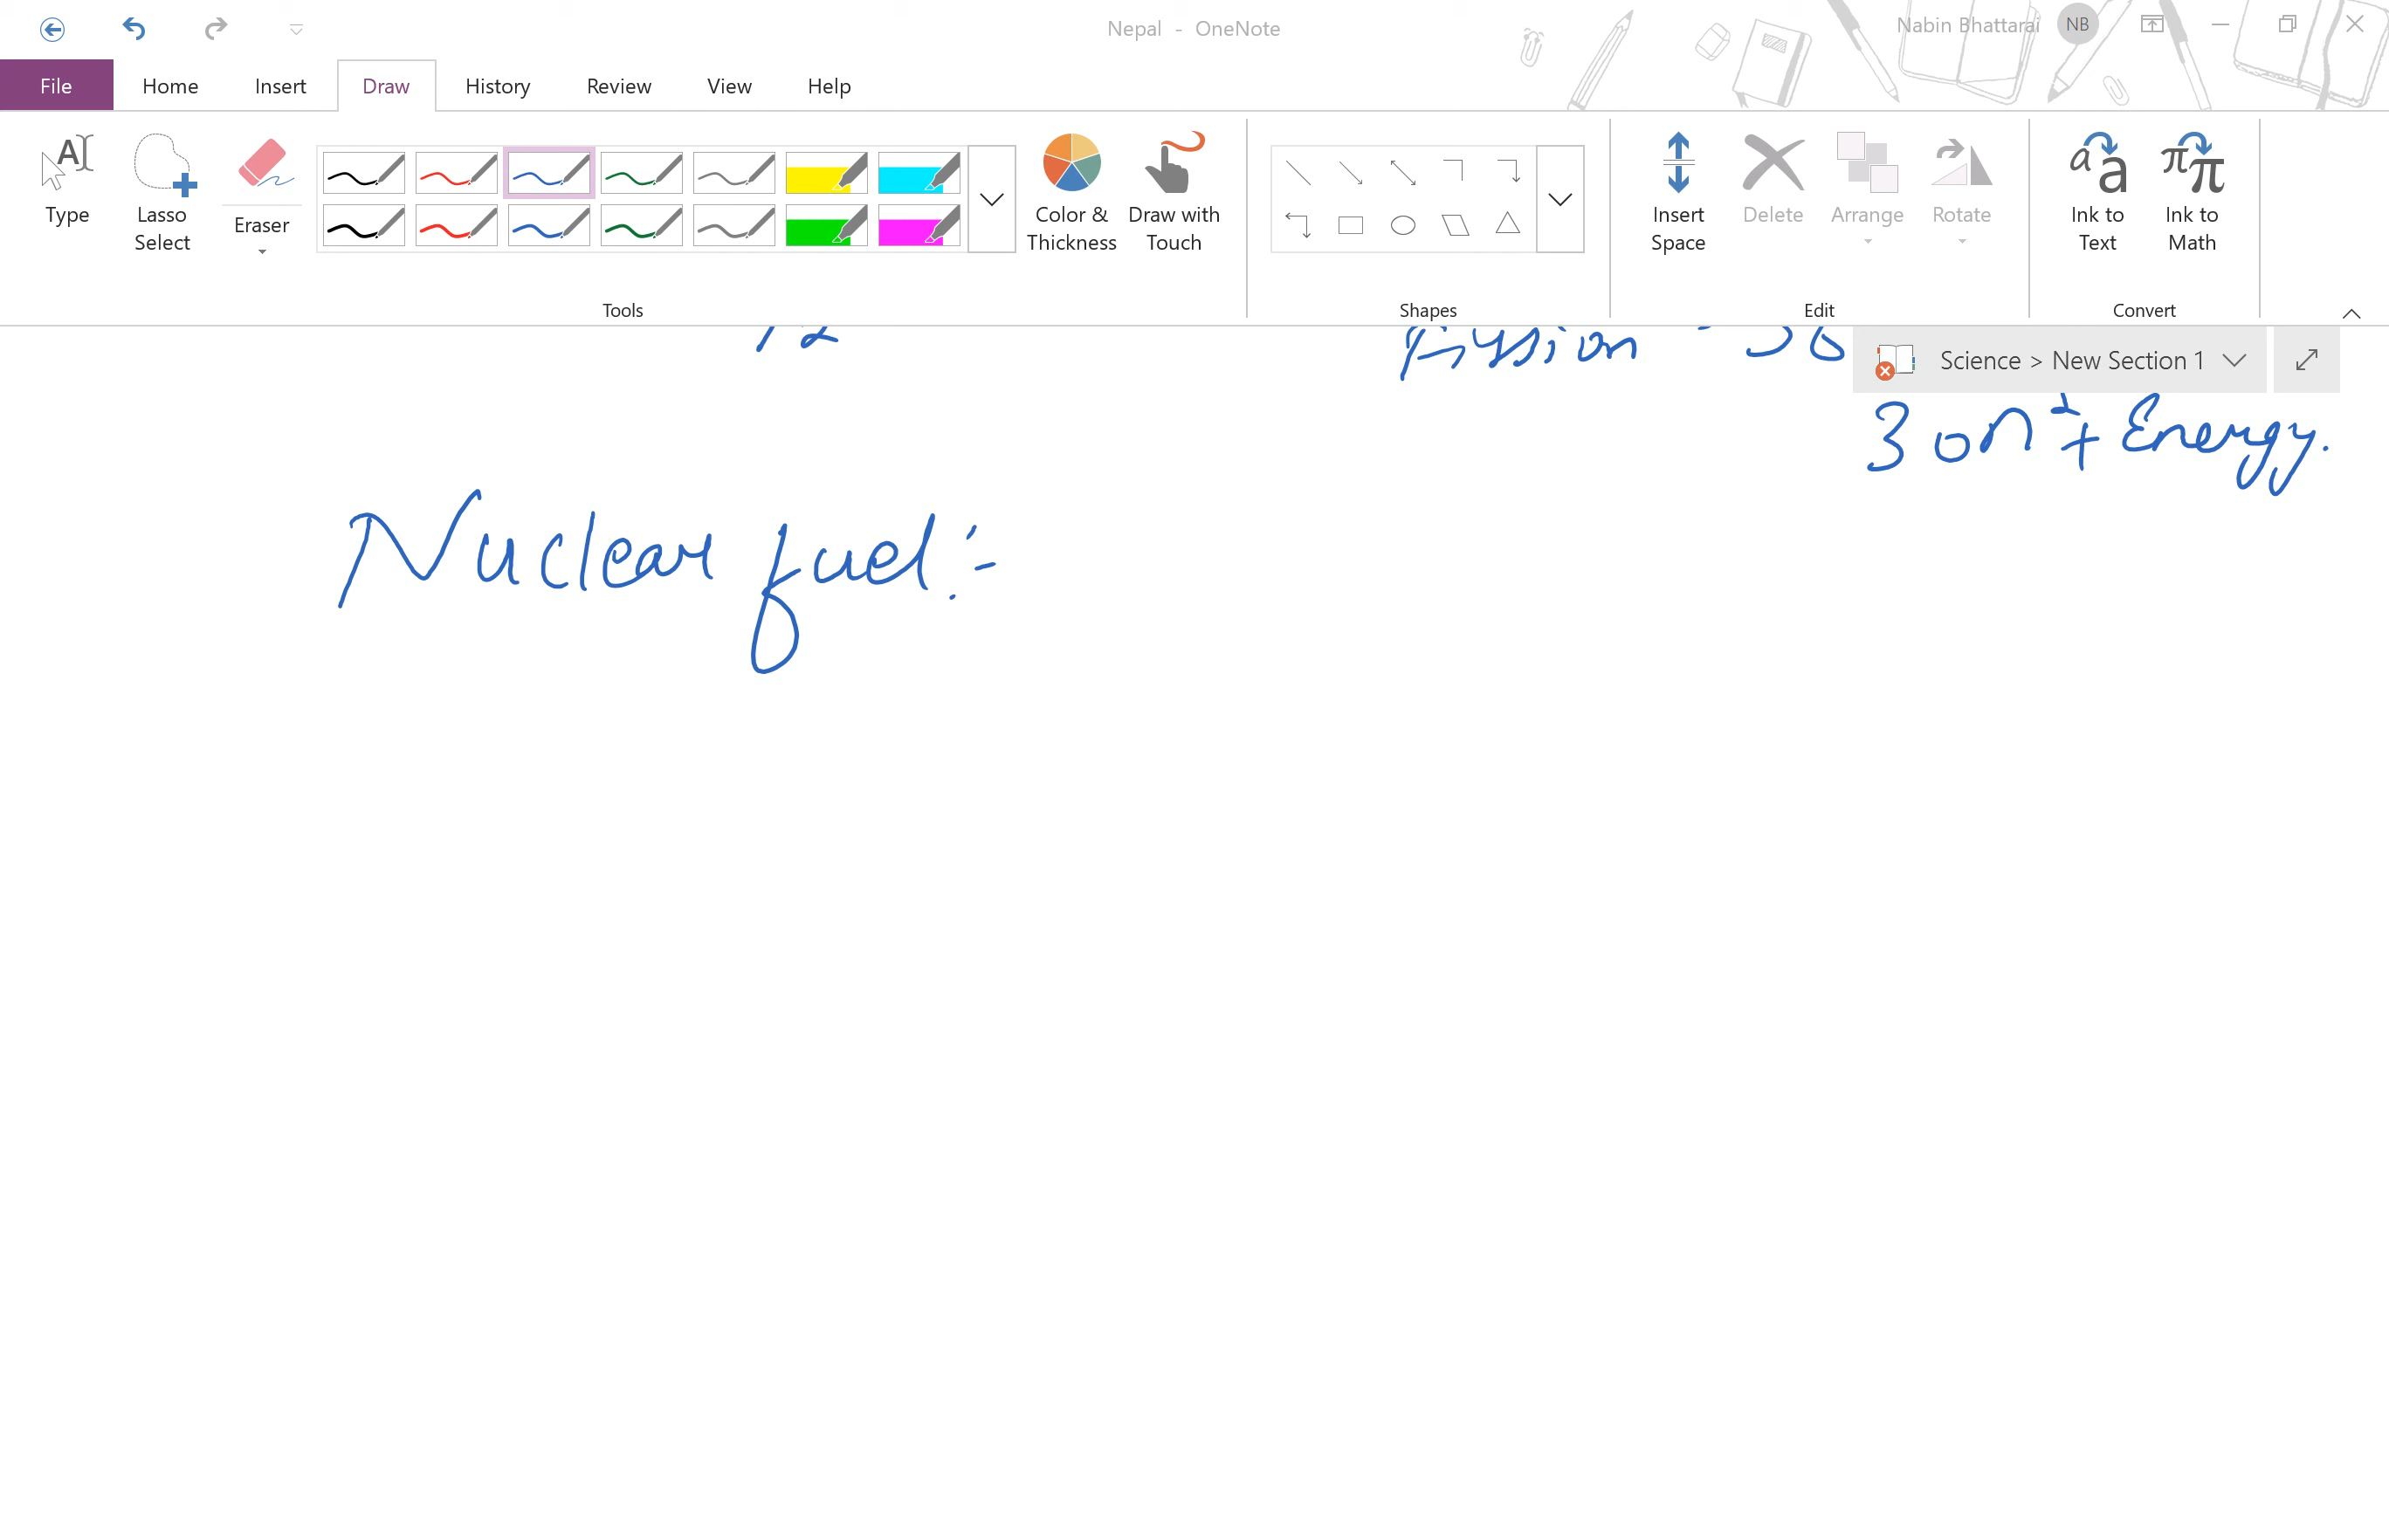 Nepal - OneNote
Nabin Bhattarai NB
File Home Insert Draw History Review View Help
Type
Lasso Select
Eraser
Color & Thickness
Draw with Touch
Insert Space
Delete
Arrange
Rotate
Ink to Text
Ink to Math
Tools
Shapes
Edit
Convert
Science > New Section 1
3 0n1 + Energy.
Nuclear fuel:-